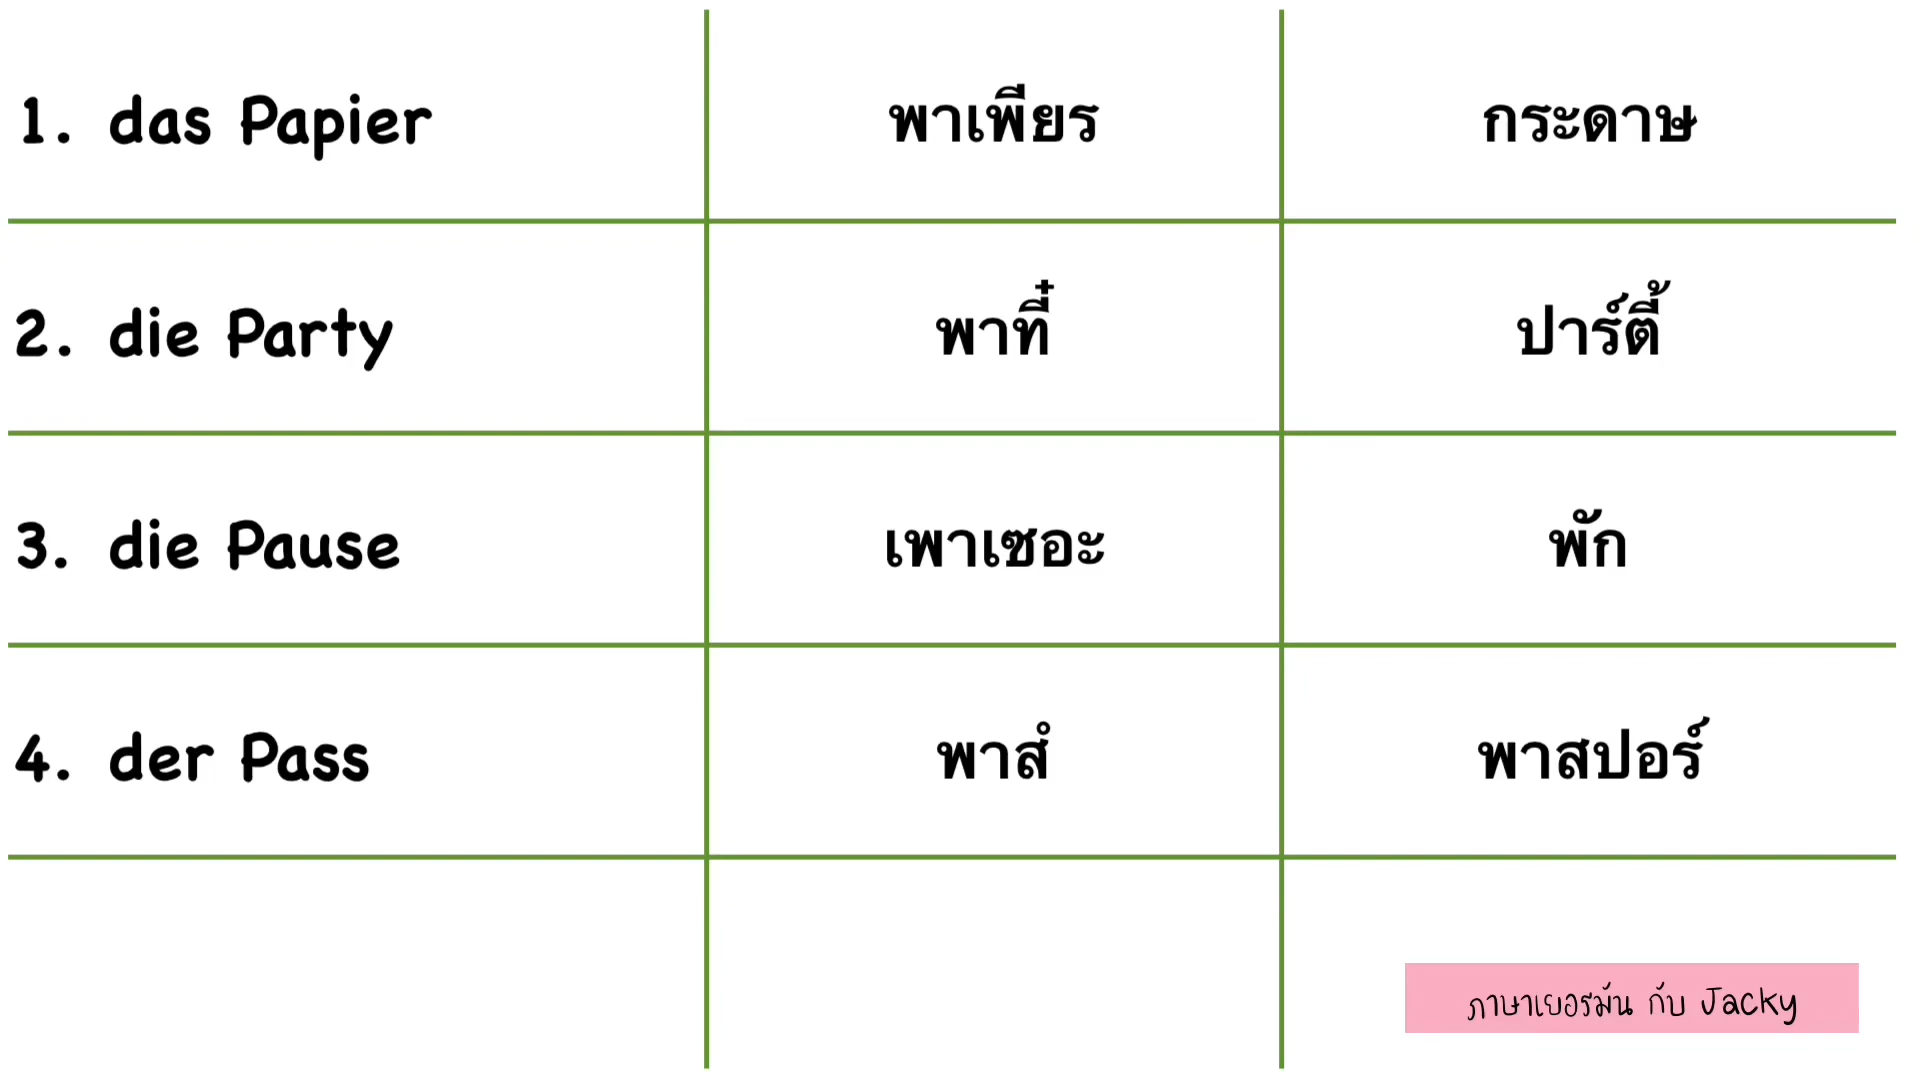 1. das Papier พาเพียร กระดาษ
2. die Party พาที่๋ ปาร์ตี้
3. die Pause เพาเซอะ พัก
4. der Pass พาสํ พาสปอร์
ภาษาเยอรมัน กับ Jacky